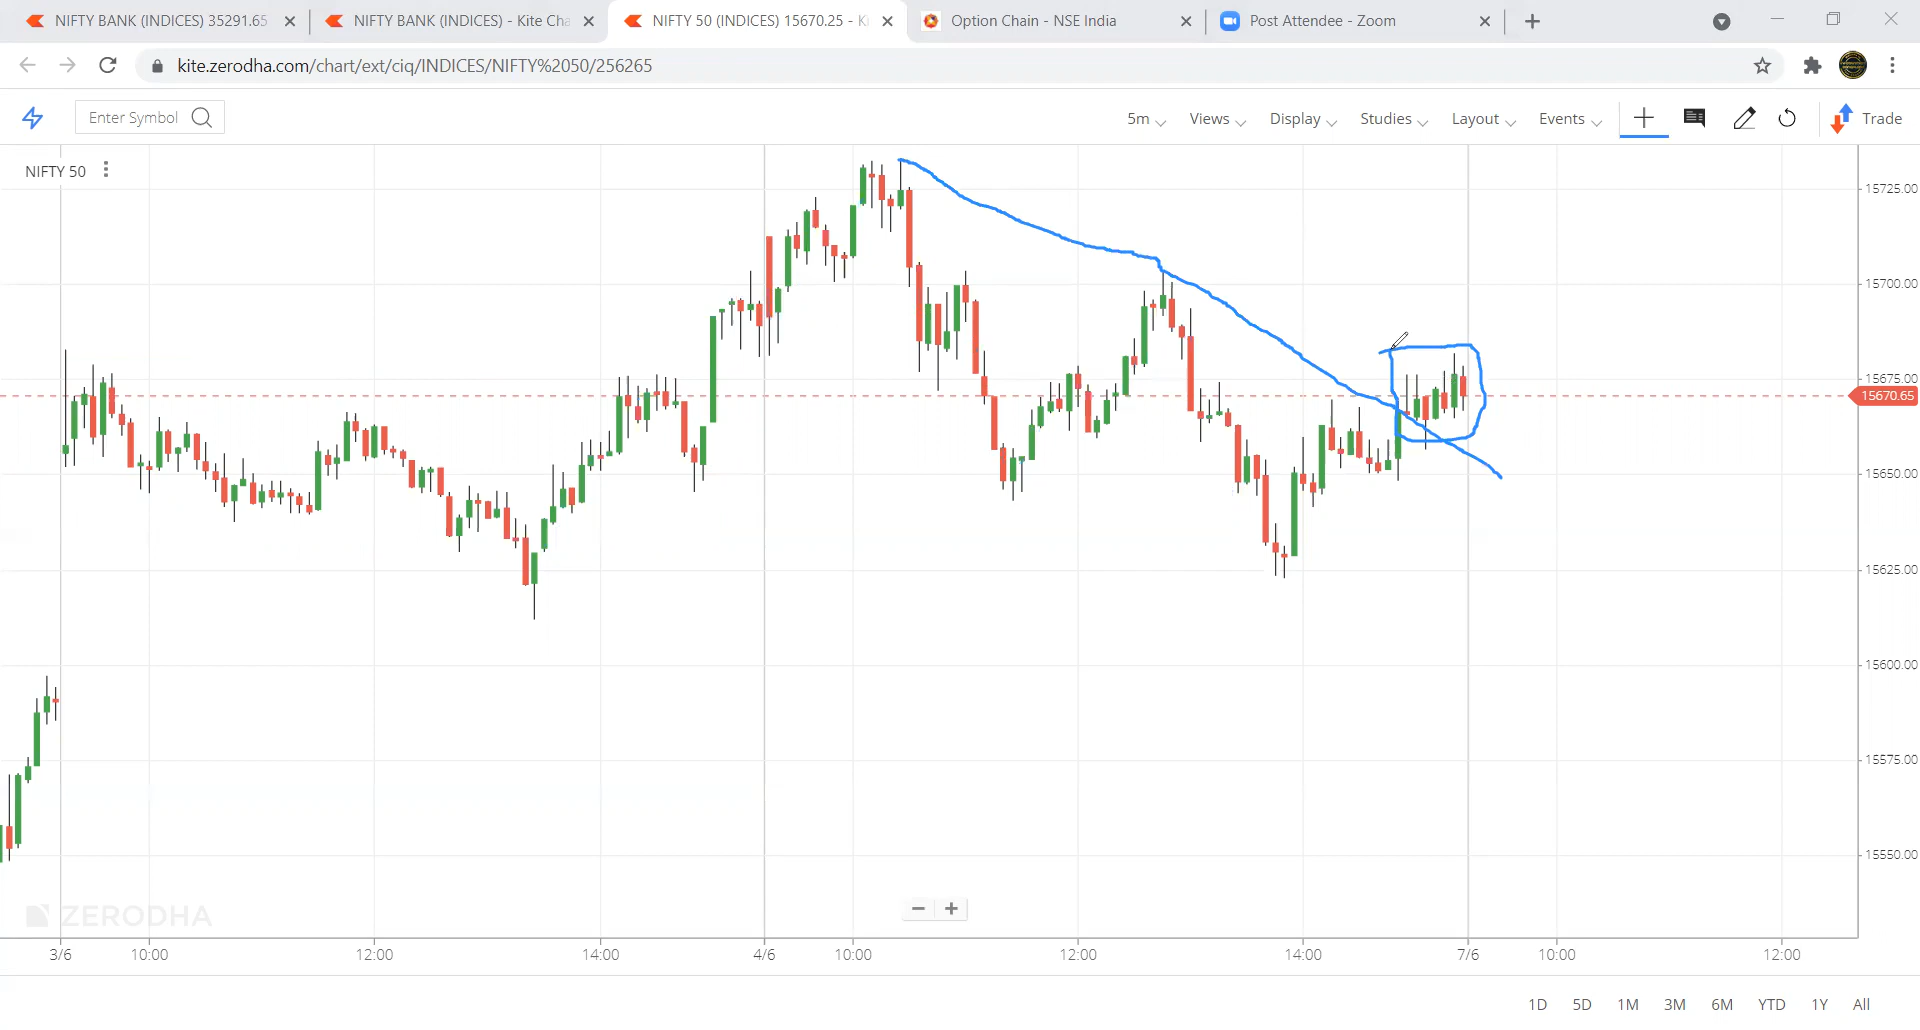 NIFTY BANK (INDICES) 35291.65
NIFTY BANK (INDICES) - Kite Cha
NIFTY 50 (INDICES) 15670.25 - K
Option Chain - NSE India
Post Attendee - Zoom
kite.zerodha.com/chart/ext/ciq/INDICES/NIFTY%2050/256265
Enter Symbol
5m
Views
Display
Studies
Layout
Events
Trade
NIFTY 50
15725.00
15700.00
15675.00
15670.65
15650.00
15625.00
15600.00
15575.00
15550.00
ZERODHA
3/6 10:00 12:00 14:00 4/6 10:00 12:00 14:00 7/6 10:00 12:00
1D 5D 1M 3M 6M YTD 1Y All